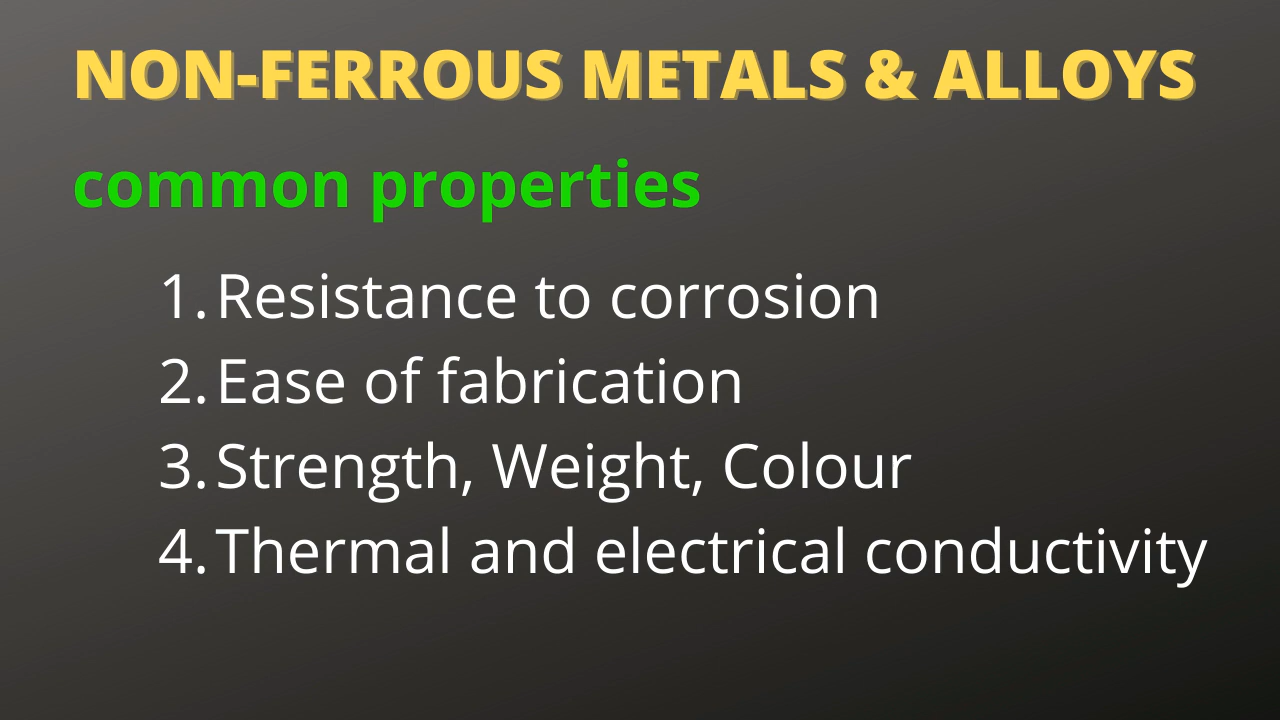 NON-FERROUS METALS & ALLOYS
common properties
1. Resistance to corrosion
2. Ease of fabrication
3. Strength, Weight, Colour
4. Thermal and electrical conductivity